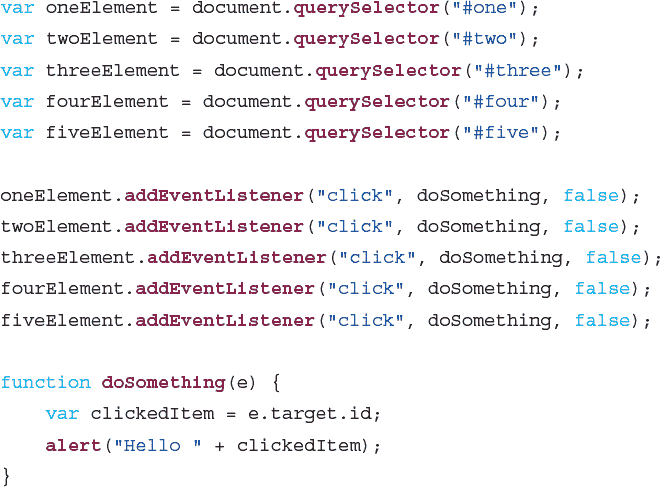 var oneElement = document.querySelector("#one");
var twoElement = document.querySelector("#two");
var threeElement = document.querySelector("#three");
var fourElement = document.querySelector("#four");
var fiveElement = document.querySelector("#five");

oneElement.addEventListener("click", doSomething, false);
twoElement.addEventListener("click", doSomething, false);
threeElement.addEventListener("click", doSomething, false);
fourElement.addEventListener("click", doSomething, false);
fiveElement.addEventListener("click", doSomething, false);

function doSomething(e) {
    var clickedItem = e.target.id;
    alert("Hello " + clickedItem);
}